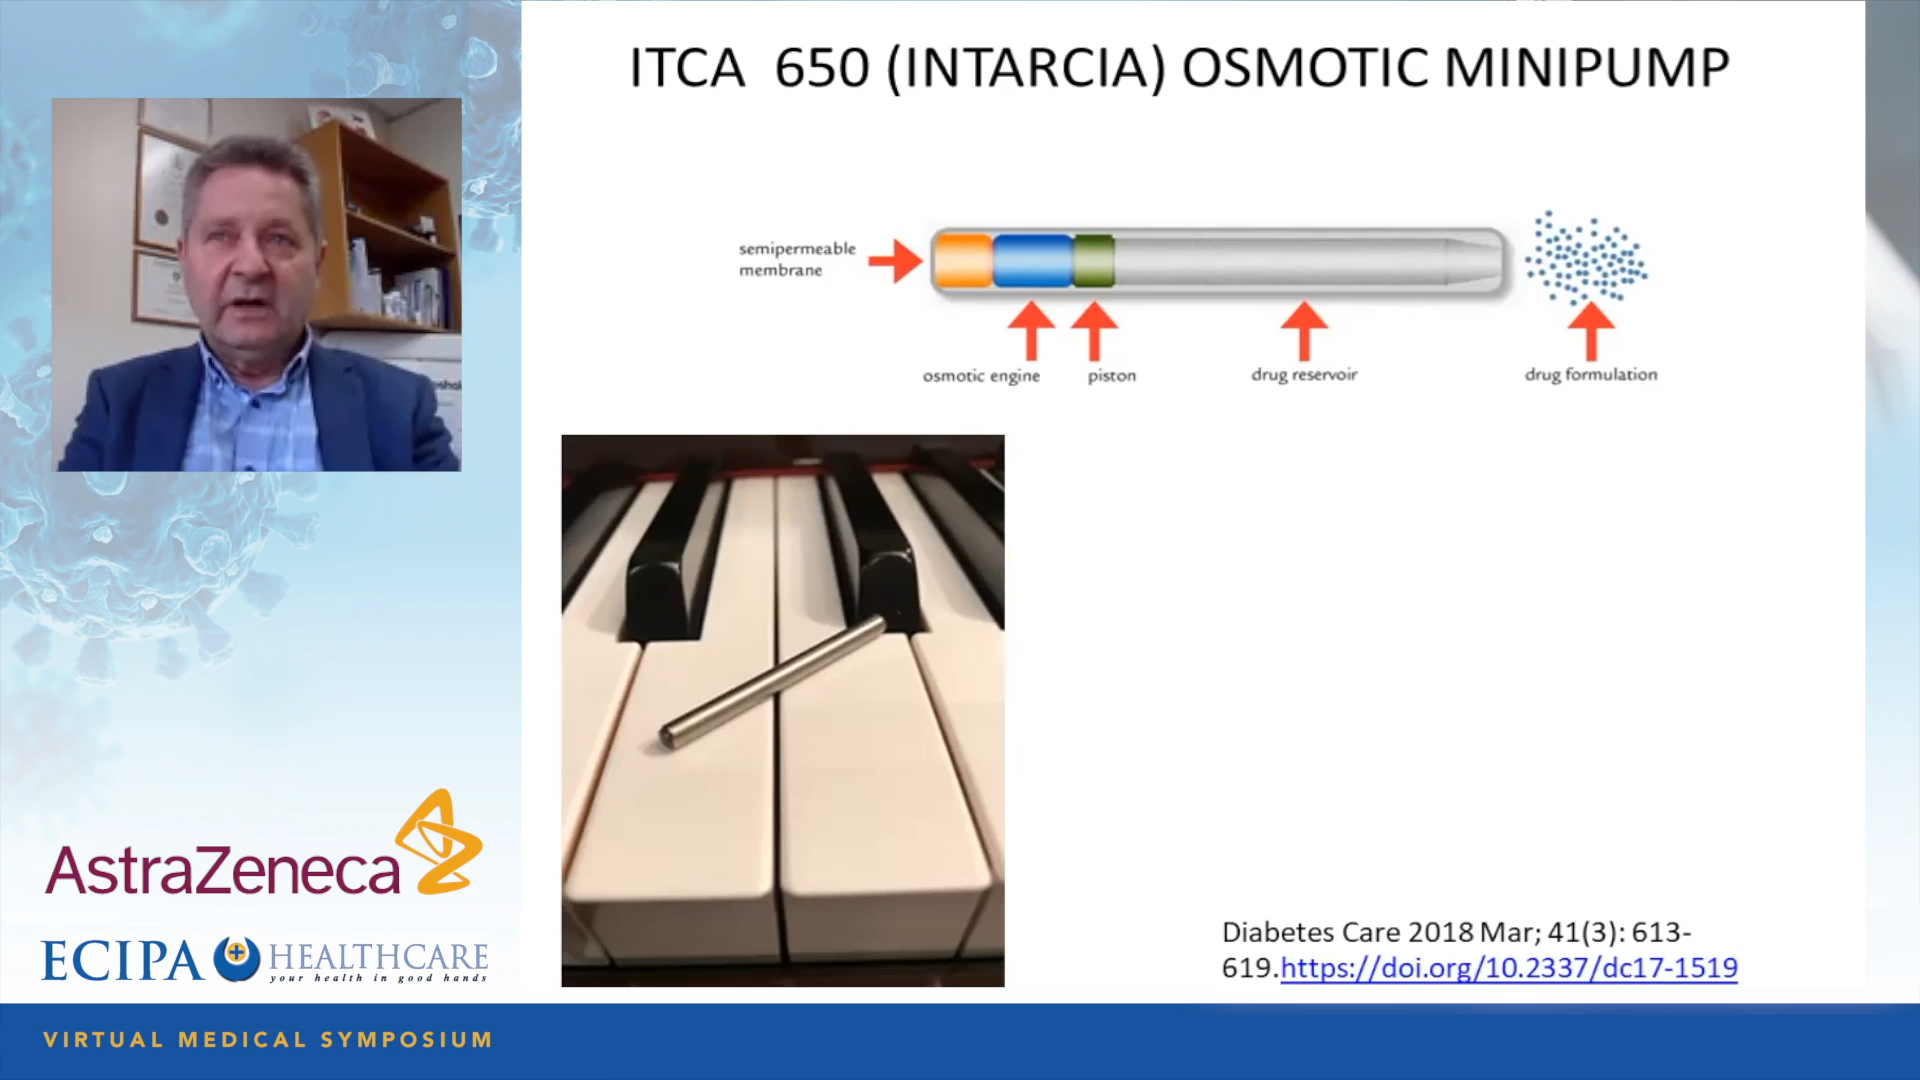 ITCA 650 (INTARCIA) OSMOTIC MINIPUMP
semipermeable
membrane
osmotic engine
piston
drug reservoir
drug formulation
Diabetes Care 2018 Mar; 41(3): 613-
619.https://doi.org/10.2337/dc17-1519
AstraZeneca
ECIPA HEALTHCARE
your health in good hands
VIRTUAL MEDICAL SYMPOSIUM